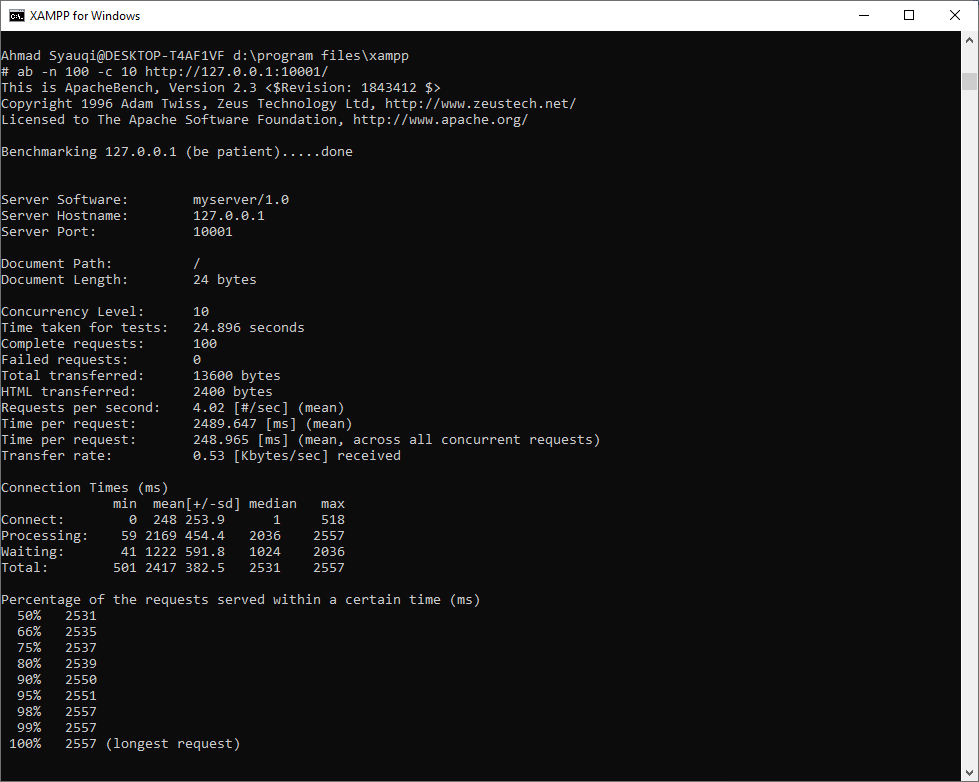 XAMPP for Windows
Ahmad Syauqi@DESKTOP-T4AF1VF d:\program files\xampp
# ab -n 100 -c 10 http://127.0.0.1:10001/
This is ApacheBench, Version 2.3 <$Revision: 1843412 $>
Copyright 1996 Adam Twiss, Zeus Technology Ltd, http://www.zeustech.net/
Licensed to The Apache Software Foundation, http://www.apache.org/

Benchmarking 127.0.0.1 (be patient).....done


Server Software:        myserver/1.0
Server Hostname:        127.0.0.1
Server Port:            10001

Document Path:          /
Document Length:        24 bytes

Concurrency Level:      10
Time taken for tests:   24.896 seconds
Complete requests:      100
Failed requests:        0
Total transferred:      13600 bytes
HTML transferred:       2400 bytes
Requests per second:    4.02 [#/sec] (mean)
Time per request:       2489.647 [ms] (mean)
Time per request:       248.965 [ms] (mean, across all concurrent requests)
Transfer rate:          0.53 [Kbytes/sec] received

Connection Times (ms)
              min  mean[+/-sd] median   max
Connect:        0  248 253.9      1     518
Processing:    59 2169 454.4   2036    2557
Waiting:       41 1222 591.8   1024    2036
Total:        501 2417 382.5   2531    2557

Percentage of the requests served within a certain time (ms)
  50%   2531
  66%   2535
  75%   2537
  80%   2539
  90%   2550
  95%   2551
  98%   2557
  99%   2557
 100%   2557 (longest request)